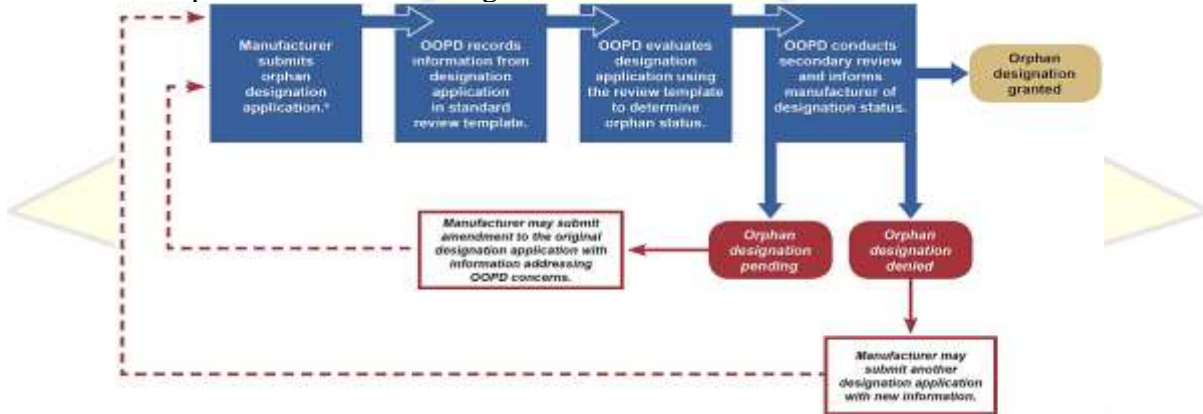 Manufacturer
submits
orphan
designation
application.*
OOPD records
information from
designation
application
in standard
review template.
OOPD evaluates
designation
application using
the review template
to determine
orphan status.
OOPD conducts
secondary review
and informs
manufacturer of
designation status.
Orphan
designation
granted
Manufacturer may submit
amendment to the original
designation application with
information addressing
OOPD concerns.
Orphan
designation
pending
Orphan
designation
denied
Manufacturer may
submit another
designation application
with new information.